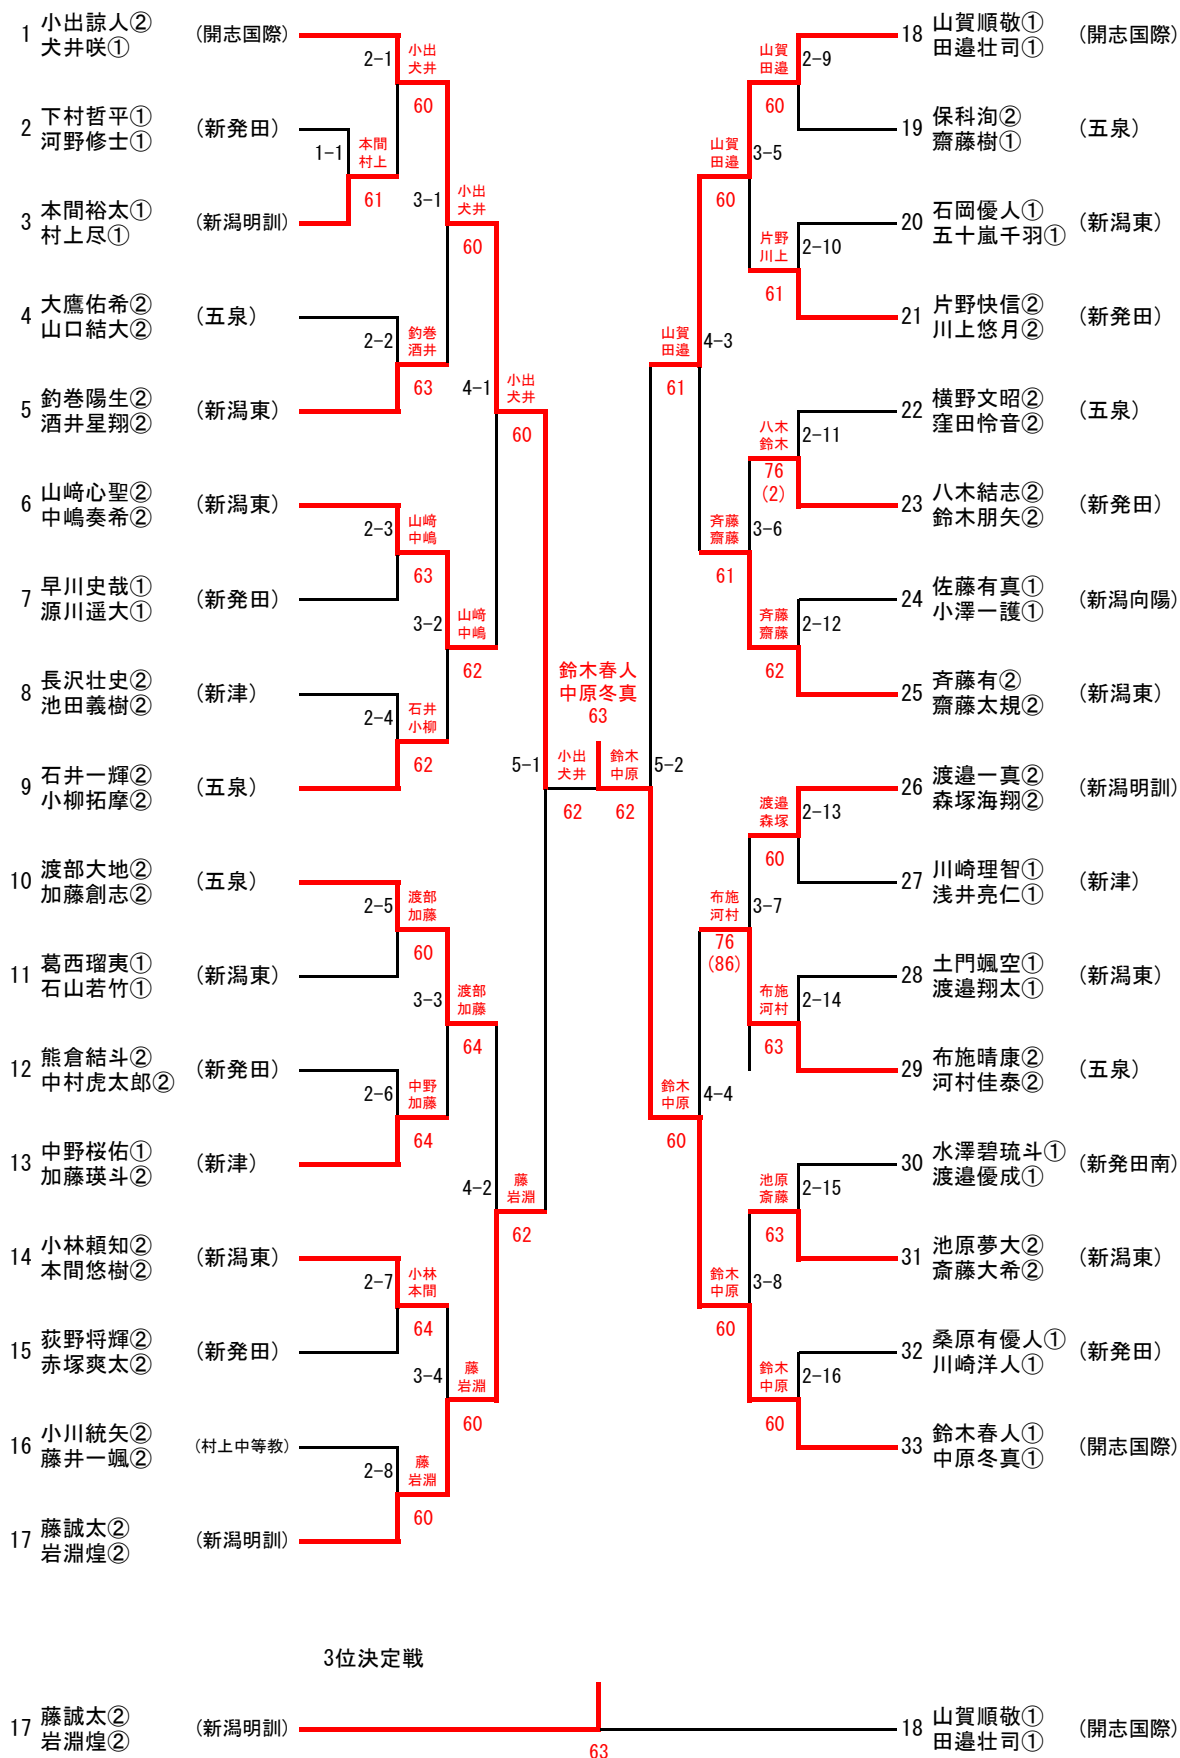 1 小出諒人② (開志国際)
犬井咲①
2 下村哲平① (新発田)
河野修士①
3 本間裕太① (新潟明訓)
村上尽①
4 大鷹佑希② (五泉)
山口結大②
5 釣巻陽生② (新潟東)
酒井星翔②
6 山﨑心聖② (新潟東)
中嶋奏希②
7 早川史哉① (新発田)
源川遥大①
8 長沢壮史② (新津)
池田義樹②
9 石井一輝② (五泉)
小柳拓摩②
10 渡部大地② (五泉)
加藤創志②
11 葛西瑠夷① (新潟東)
石山若竹①
12 熊倉結斗② (新発田)
中村虎太郎②
13 中野桜佑① (新津)
加藤瑛斗②
14 小林頼知② (新潟東)
本間悠樹②
15 荻野将輝② (新発田)
赤塚爽太②
16 小川統矢② (村上中等教)
藤井一颯②
17 藤誠太② (新潟明訓)
岩淵煌②
1-1
本間
村上
61
2-1
小出
犬井
60
2-2
釣巻
酒井
63
2-3
山﨑
中嶋
63
2-4
石井
小柳
62
2-5
渡部
加藤
60
2-6
中野
加藤
64
2-7
小林
本間
64
2-8
藤
岩淵
60
3-1
小出
犬井
60
3-2
山﨑
中嶋
62
3-3
渡部
加藤
64
3-4
藤
岩淵
60
4-1
小出
犬井
60
4-2
藤
岩淵
62
5-1
小出
犬井
62
鈴木春人
中原冬真
63
鈴木
中原
62
5-2
山賀
田邉
61
4-3
鈴木
中原
60
4-4
山賀
田邉
60
3-5
斉藤
齋藤
61
3-6
布施
河村
76
(86)
3-7
鈴木
中原
60
3-8
山賀
田邉
60
2-9
片野
川上
61
2-10
八木
鈴木
76
(2)
2-11
斉藤
齋藤
62
2-12
渡邉
森塚
60
2-13
布施
河村
63
2-14
池原
斎藤
63
2-15
鈴木
中原
60
2-16
18 山賀順敬① (開志国際)
田邉壮司①
19 保科洵② (五泉)
齋藤樹①
20 石岡優人① (新潟東)
五十嵐千羽①
21 片野快信② (新発田)
川上悠月②
22 横野文昭② (五泉)
窪田怜音②
23 八木結志② (新発田)
鈴木朋矢②
24 佐藤有真① (新潟向陽)
小澤一護①
25 斉藤有② (新潟東)
齋藤太規②
26 渡邉一真② (新潟明訓)
森塚海翔②
27 川崎理智① (新津)
浅井亮仁①
28 土門颯空① (新潟東)
渡邉翔太①
29 布施晴康② (五泉)
河村佳泰②
30 水澤碧琉斗① (新発田南)
渡邉優成①
31 池原夢大② (新潟東)
斎藤大希②
32 桑原有優人① (新発田)
川崎洋人①
33 鈴木春人① (開志国際)
中原冬真①
3位決定戦
17 藤誠太② (新潟明訓)
岩淵煌②
63
18 山賀順敬① (開志国際)
田邉壮司①